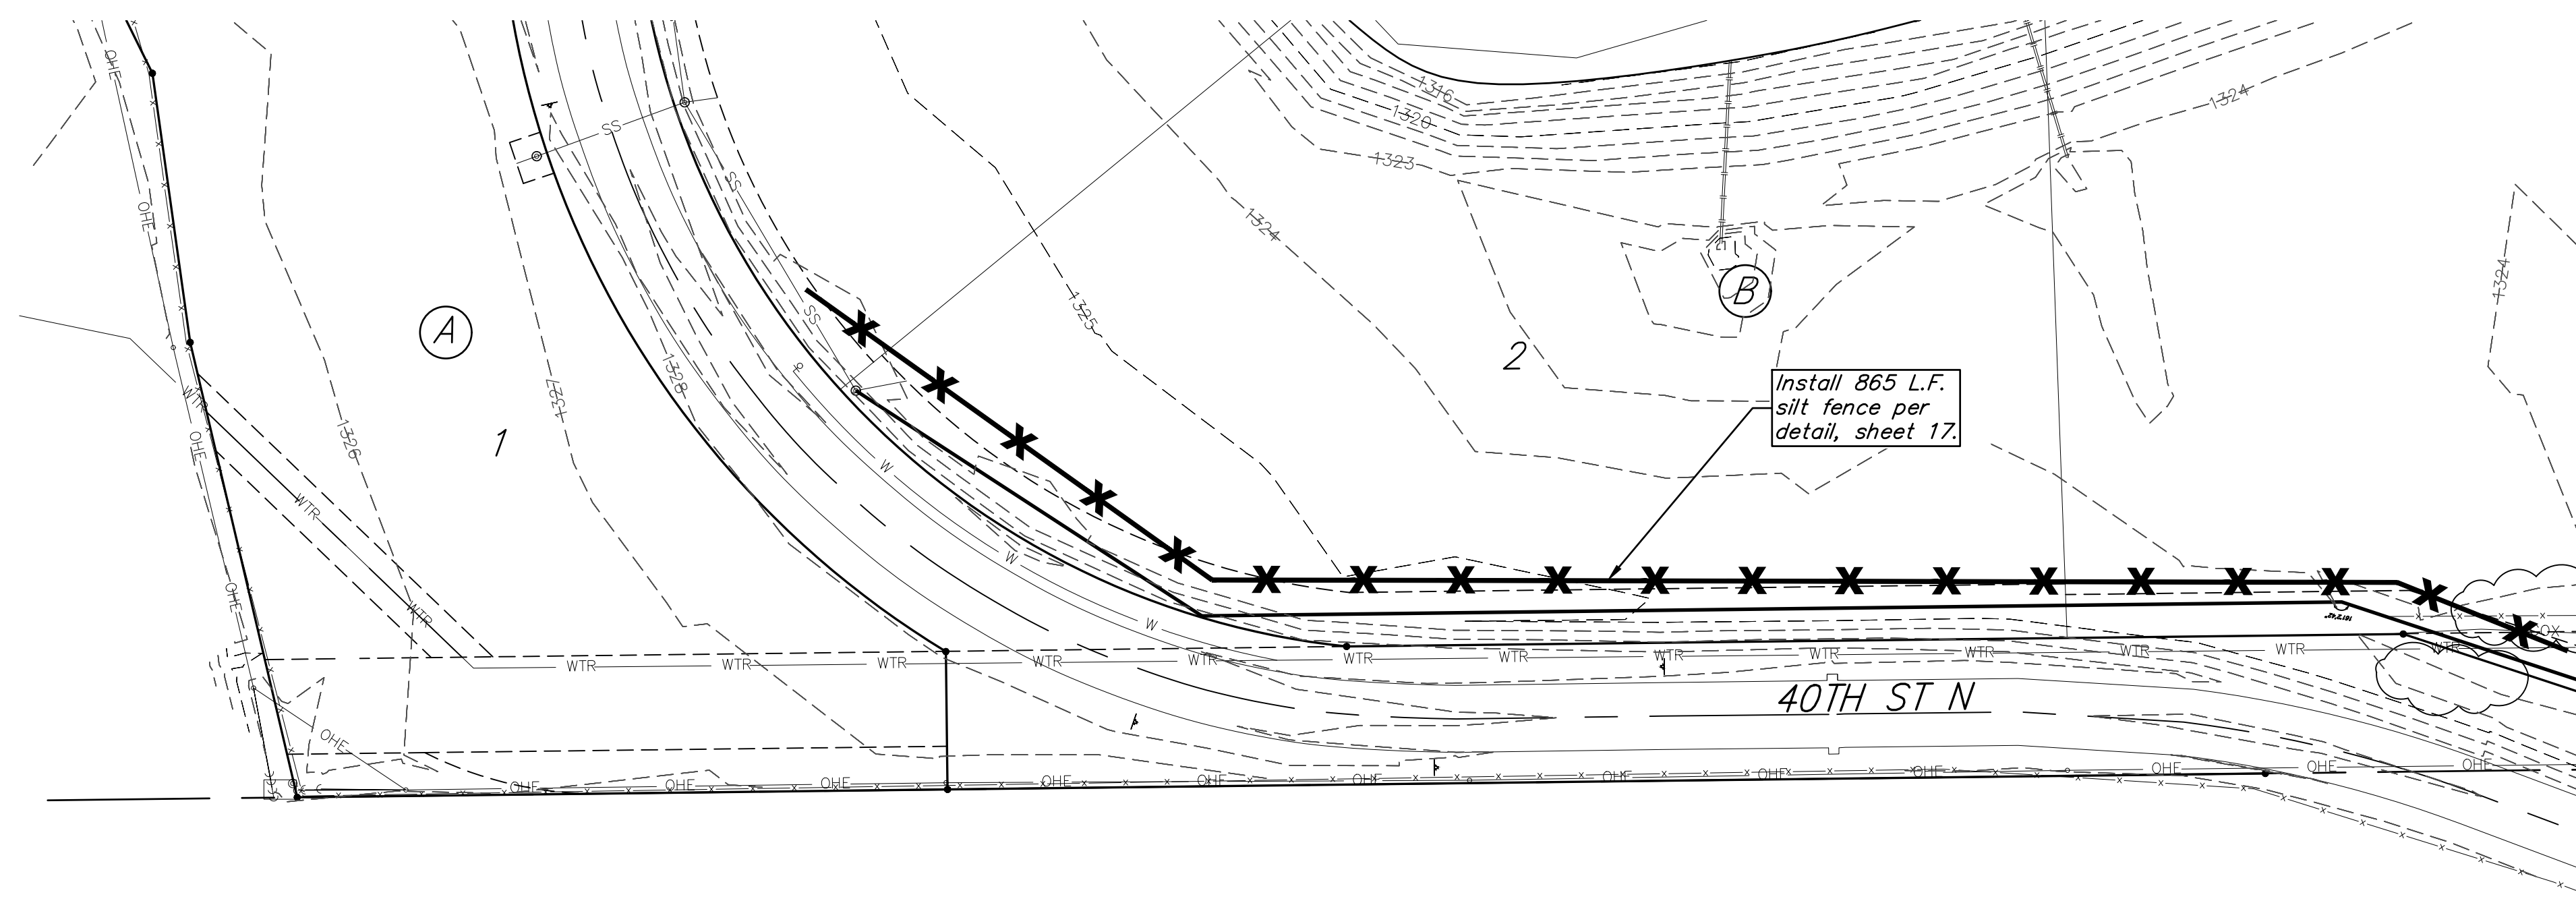 OHE
1316
SS
1324
1320
1323
SS
OHE
1324
1324
B
1325
SS
A
2
1328
Install 865 L.F.
silt fence per
detail, sheet 17.
WTR
1327
1326
1
OHE
W
WTR
W
OHE
WTR
W
OX
WTR WTR WTR WTR WTR WTR WTR WTR WTR WTR WTR WTR WTR
40TH ST N
OHE
OHE OHE OHE OHE OHE OHE OHE OHE OHE OHE OHE OHE OHE